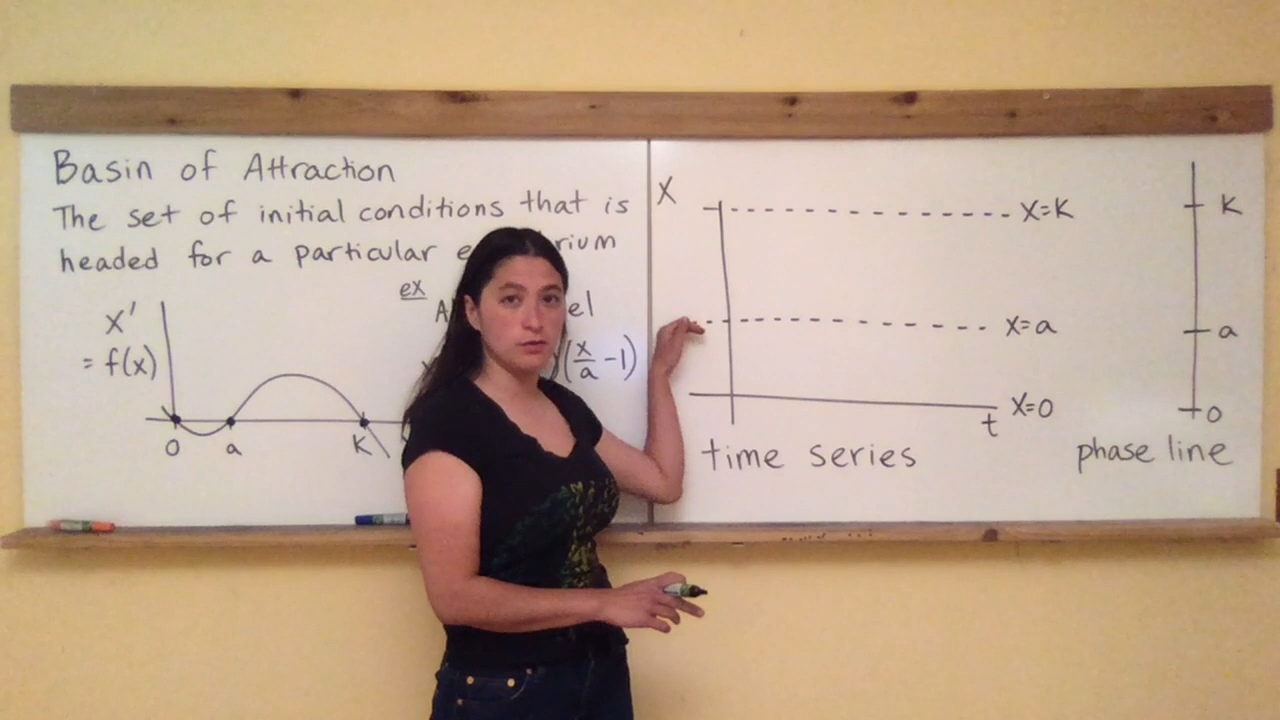 Basin of Attraction
The set of initial conditions that is
headed for a particular
ex
X'
= f(x)
(x/a -1)
0 a K
X
X=K
X=a
X=0
t
time series
K
a
0
phase line